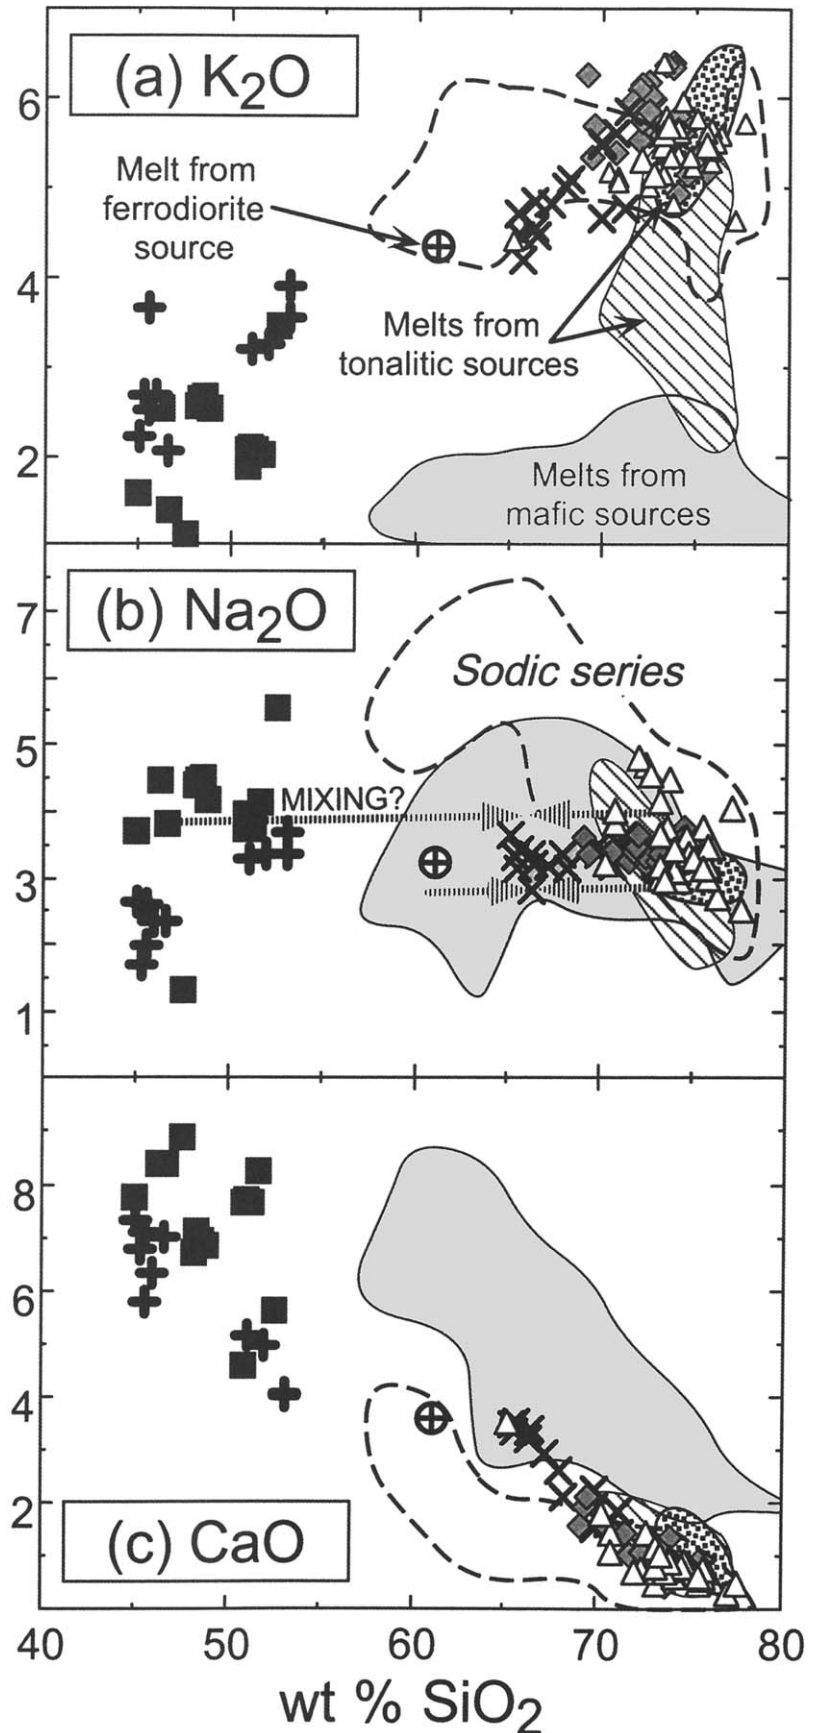 (a) K₂O
6
Melt from
ferrodiorite
source
4
Melts from
tonalitic sources
2
Melts from
mafic sources
(b) Na₂O
7
Sodic series
5
MIXING?
3
1
8
6
4
2
(c) CaO
40 50 60 70 80
wt % SiO₂